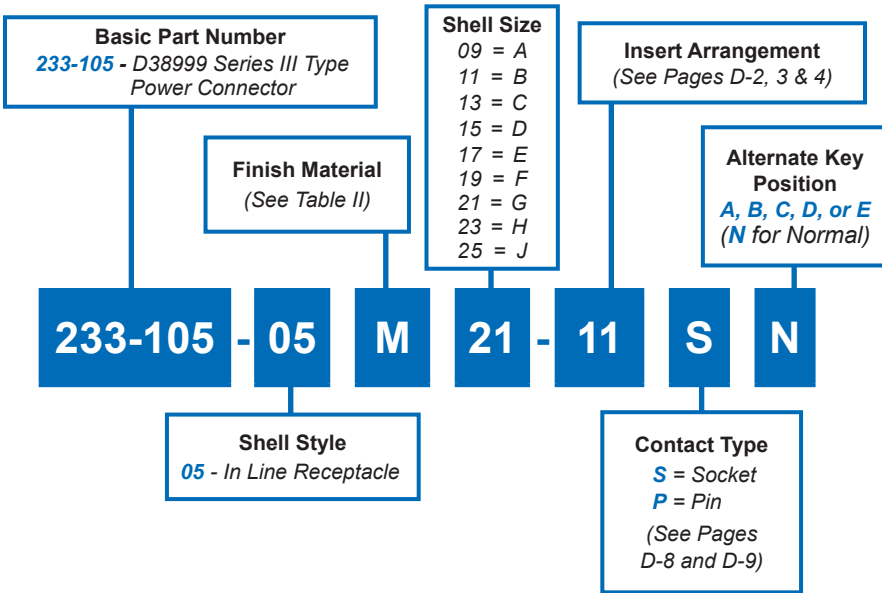 Basic Part Number
233-105 - D38999 Series III Type
Power Connector
Finish Material
(See Table II)
Shell Size
09 = A
11 = B
13 = C
15 = D
17 = E
19 = F
21 = G
23 = H
25 = J
Insert Arrangement
(See Pages D-2, 3 & 4)
Alternate Key
Position
A, B, C, D, or E
(N for Normal)
233-105 - 05 M 21 - 11 S N
Shell Style
05 - In Line Receptacle
Contact Type
S = Socket
P = Pin
(See Pages
D-8 and D-9)